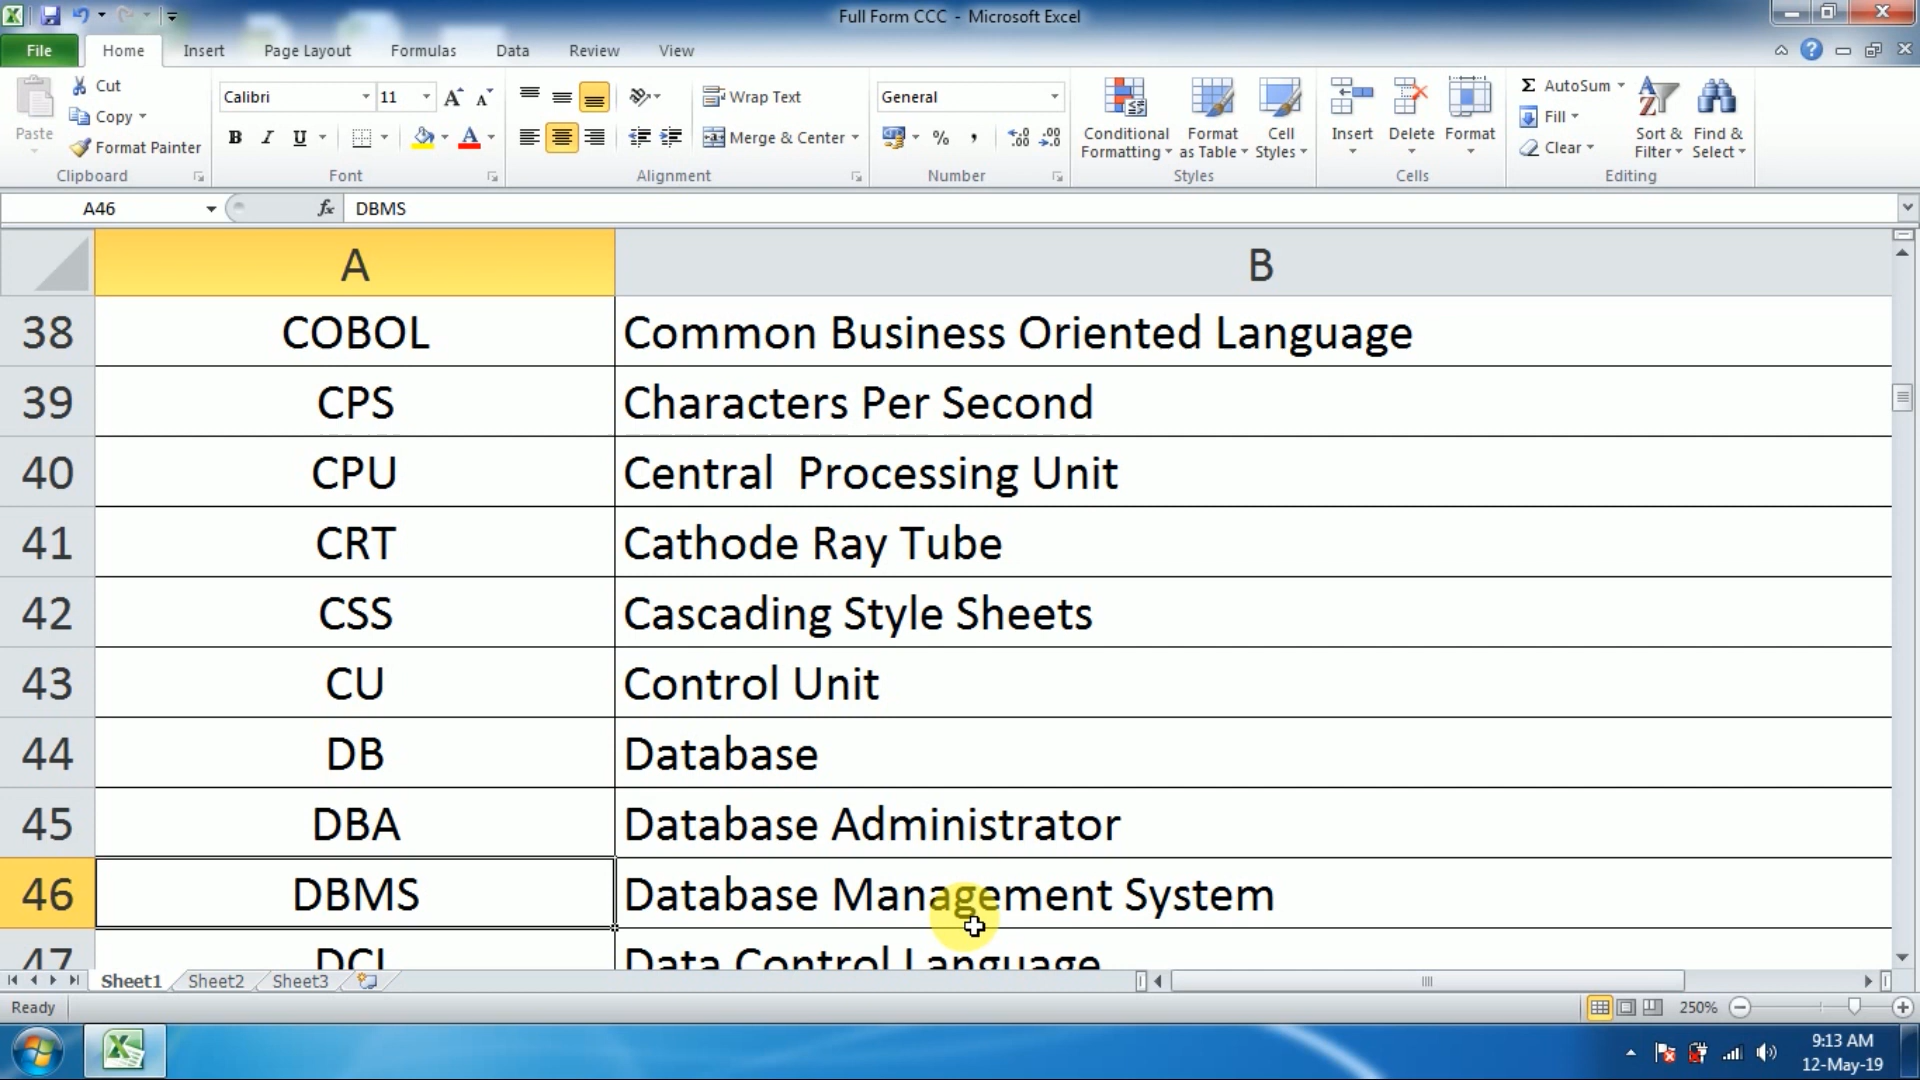 Full Form CCC - Microsoft Excel
File Home Insert Page Layout Formulas Data Review View
Paste
Cut
Copy
Format Painter
Clipboard
Calibri 11
B I U
Font
Wrap Text
Merge & Center
Alignment
General
% ,
Number
Conditional Formatting
Format as Table
Cell Styles
Styles
Insert Delete Format
Cells
Σ AutoSum
Fill
Clear
Sort & Filter
Find & Select
Editing
A46 fx DBMS
A B
38 COBOL Common Business Oriented Language
39 CPS Characters Per Second
40 CPU Central  Processing Unit
41 CRT Cathode Ray Tube
42 CSS Cascading Style Sheets
43 CU Control Unit
44 DB Database
45 DBA Database Administrator
46 DBMS Database Management System
47 DCL Data Control Language
Sheet1 Sheet2 Sheet3
Ready 250%
9:13 AM
12-May-19